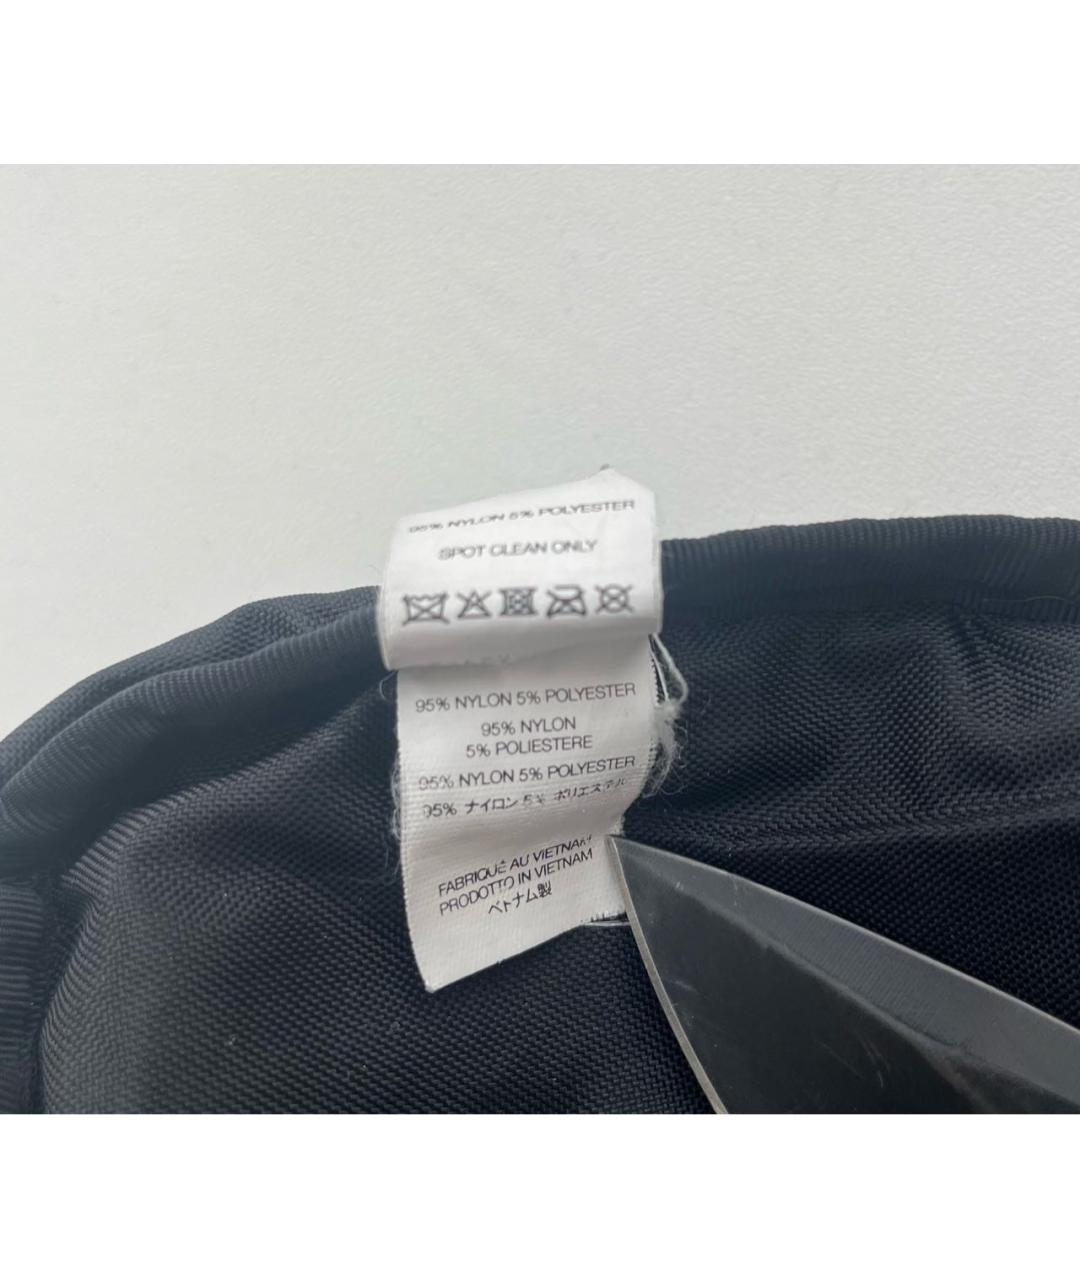 95% NYLON 5% POLYESTER
SPOT CLEAN ONLY
95% NYLON 5% POLYESTER
95% NYLON
5% POLIESTERE
95% NYLON 5% POLYESTER
95% ナイロン 5% ポリエステル
FABRIQUÉ AU VIETNAM
PRODOTTO IN VIETNAM
ベトナム製